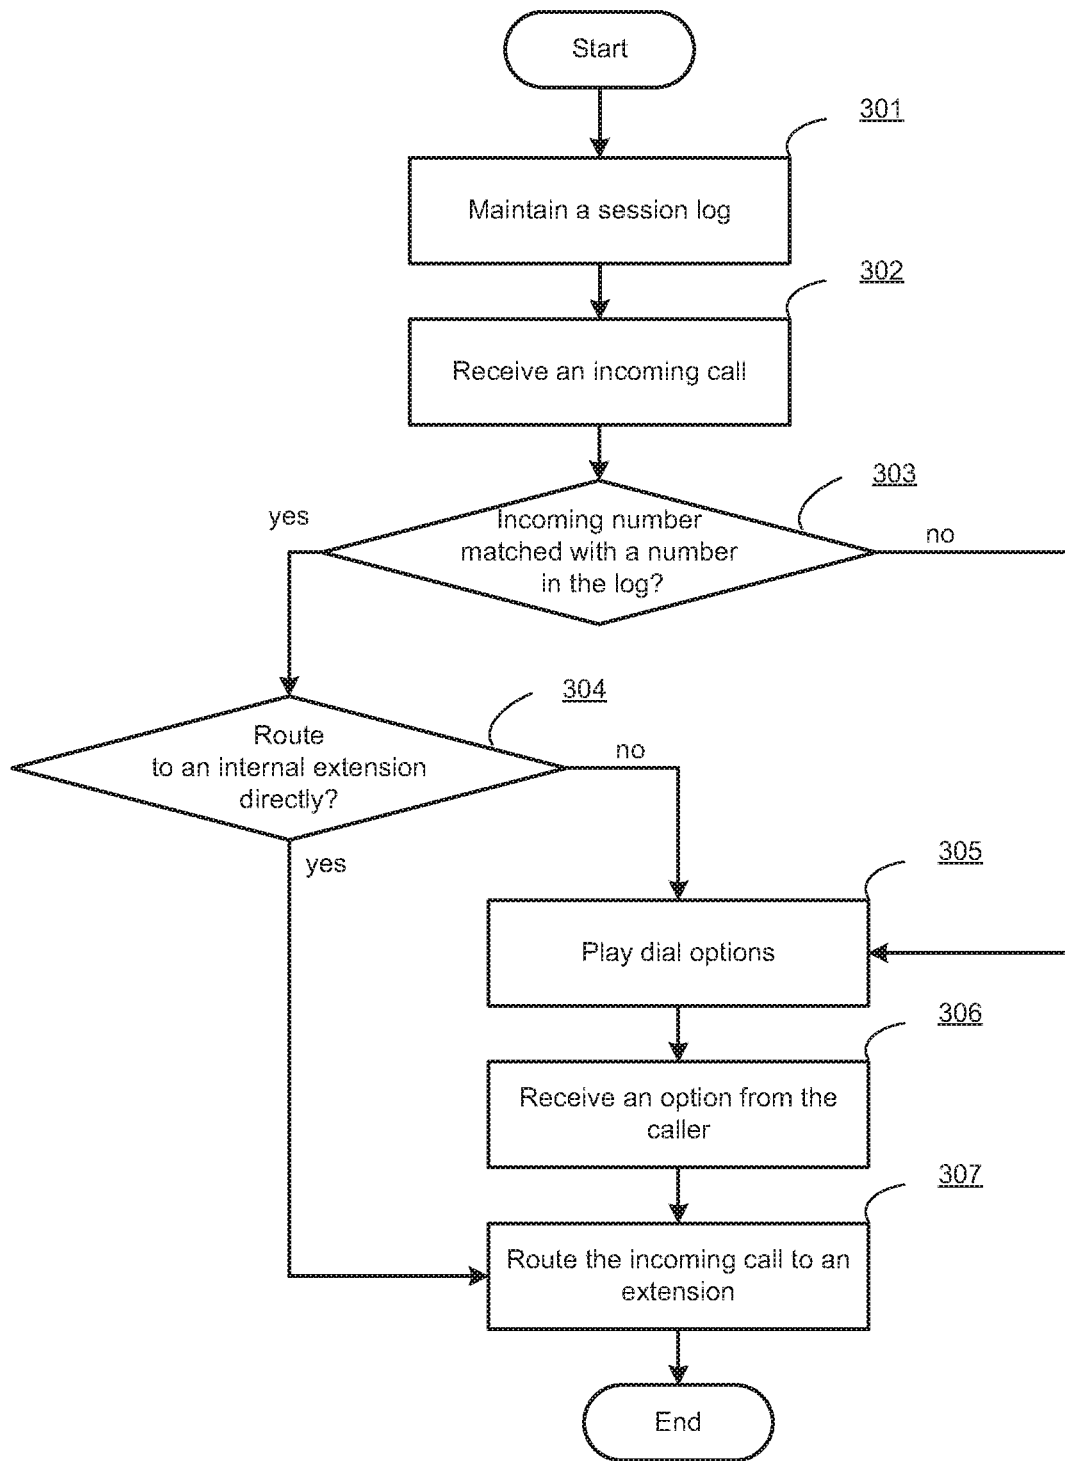 Start
301
Maintain a session log
302
Receive an incoming call
303
yes
Incoming number
matched with a number
in the log?
no
304
Route
to an internal extension
directly?
no
yes
305
Play dial options
306
Receive an option from the
caller
307
Route the incoming call to an
extension
End